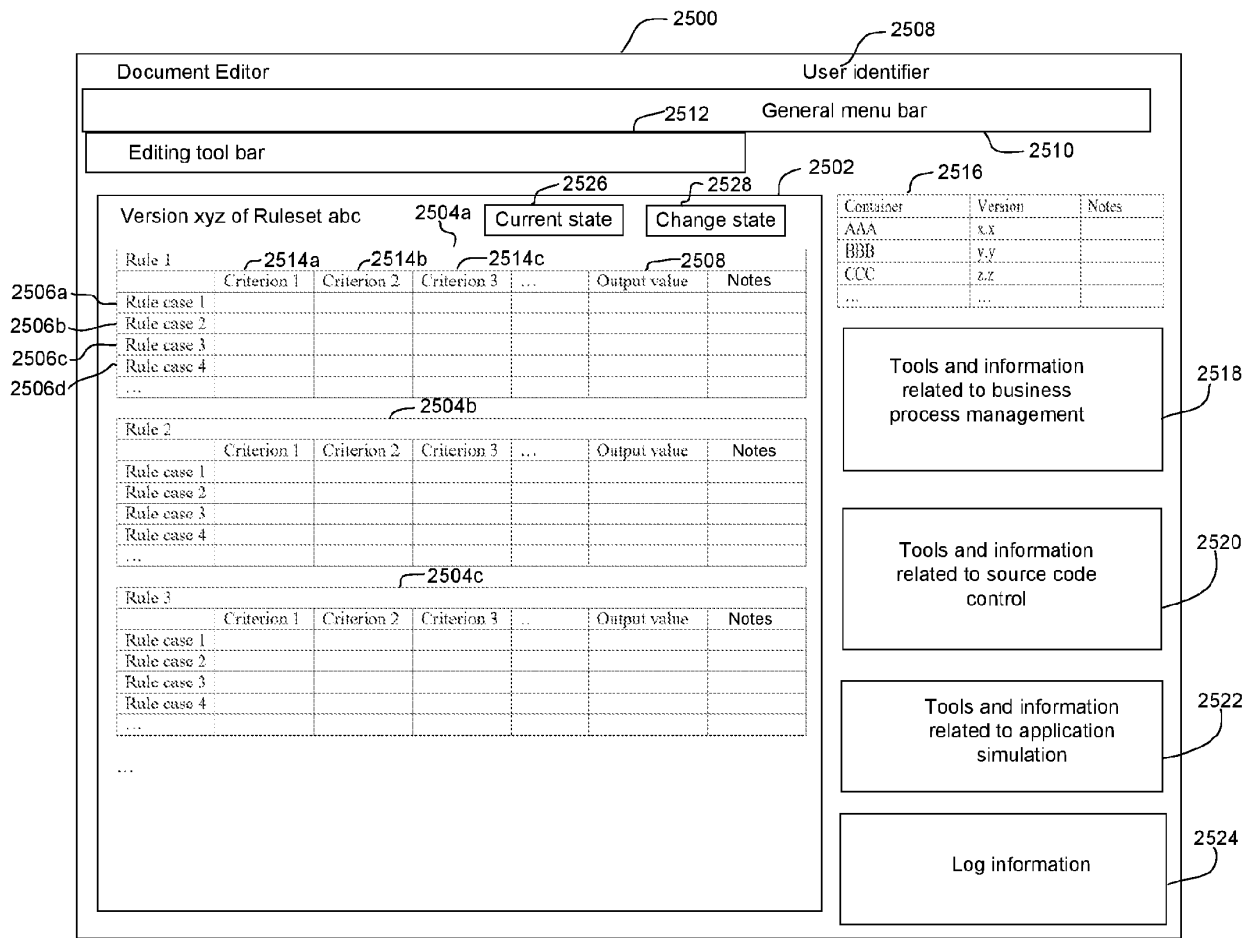 2500
2508
Document Editor User identifier
2512 General menu bar
Editing tool bar 2510
2502
2526 2528 2516
Version xyz of Ruleset abc 2504a Current state Change state
Container Version Notes
AAA x.x
BBB y.y
CCC z.z
... ...
Rule 1 2514a 2514b 2514c 2508
Criterion 1 Criterion 2 Criterion 3 ... Output value Notes
2506a Rule case 1
2506b Rule case 2
2506c Rule case 3
2506d Rule case 4
...
2504b
Rule 2
Criterion 1 Criterion 2 Criterion 3 ... Output value Notes
Rule case 1
Rule case 2
Rule case 3
Rule case 4
...
2504c
Rule 3
Criterion 1 Criterion 2 Criterion 3 ... Output value Notes
Rule case 1
Rule case 2
Rule case 3
Rule case 4
...
...
Tools and information
related to business
process management
2518
Tools and information
related to source code
control
2520
Tools and information
related to application
simulation
2522
Log information
2524